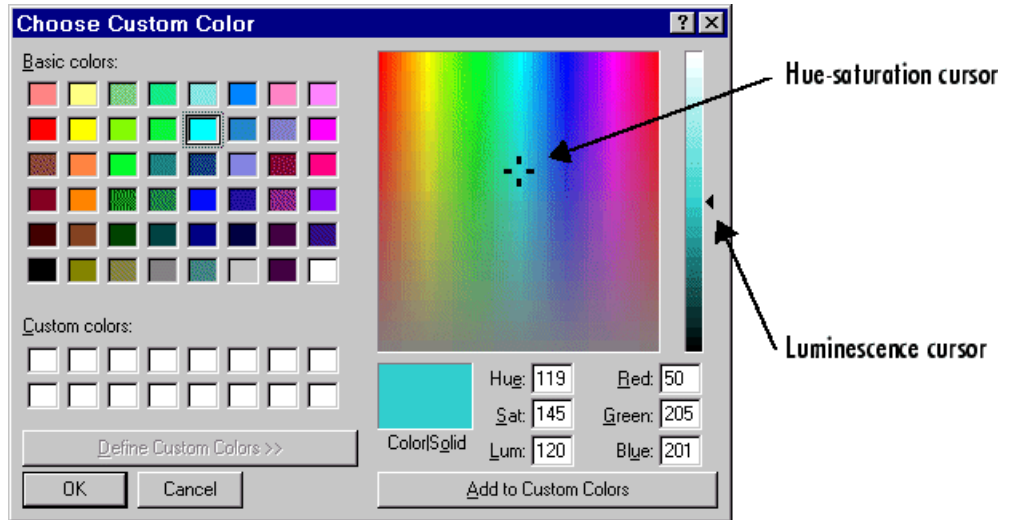 Choose Custom Color
? ×
Basic colors:
Hue-saturation cursor
Custom colors:
Luminescence cursor
Hue: 119 Red: 50
Sat: 145 Green: 205
Color|Solid
Lum: 120 Blue: 201
Define Custom Colors >>
OK Cancel
Add to Custom Colors